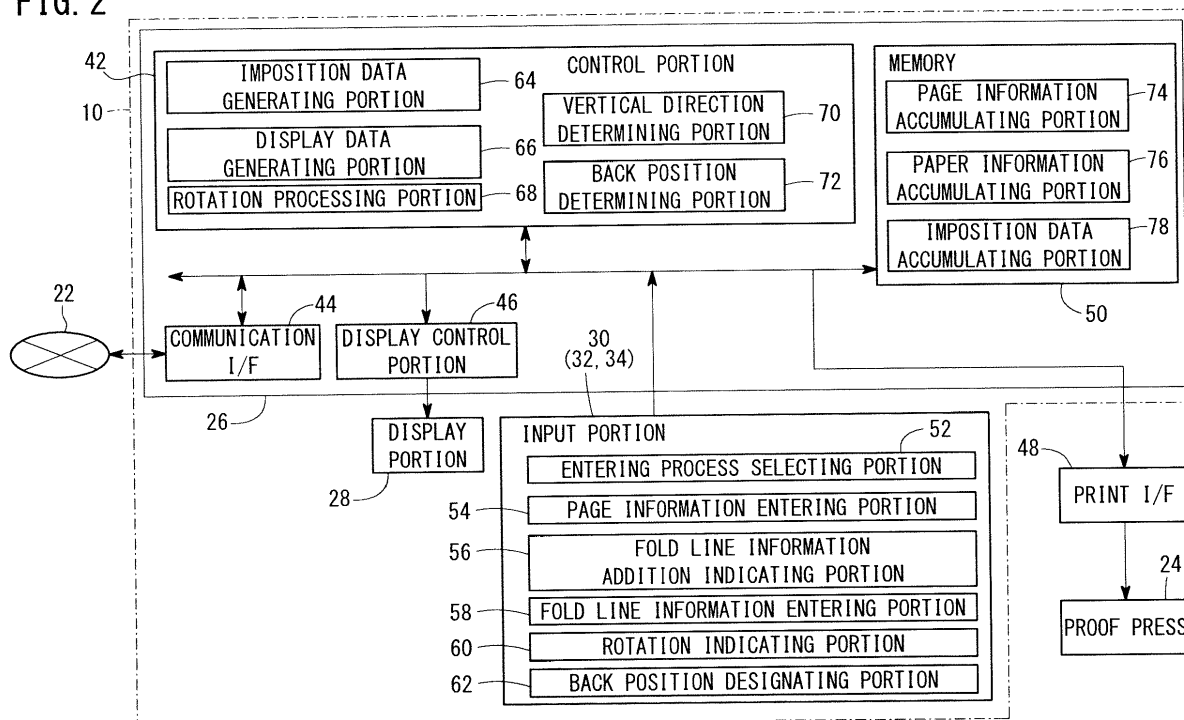 FIG. 2
42
10
IMPOSITION DATA
GENERATING PORTION
64
DISPLAY DATA
GENERATING PORTION
66
ROTATION PROCESSING PORTION
68
CONTROL PORTION
VERTICAL DIRECTION
DETERMINING PORTION
70
BACK POSITION
DETERMINING PORTION
72
MEMORY
PAGE INFORMATION
ACCUMULATING PORTION
74
PAPER INFORMATION
ACCUMULATING PORTION
76
IMPOSITION DATA
ACCUMULATING PORTION
78
50
22
44
COMMUNICATION
I/F
46
DISPLAY CONTROL
PORTION
26
DISPLAY
PORTION
28
30
(32, 34)
INPUT PORTION
52
ENTERING PROCESS SELECTING PORTION
54
PAGE INFORMATION ENTERING PORTION
56
FOLD LINE INFORMATION
ADDITION INDICATING PORTION
58
FOLD LINE INFORMATION ENTERING PORTION
60
ROTATION INDICATING PORTION
62
BACK POSITION DESIGNATING PORTION
48
PRINT I/F
24
PROOF PRESS